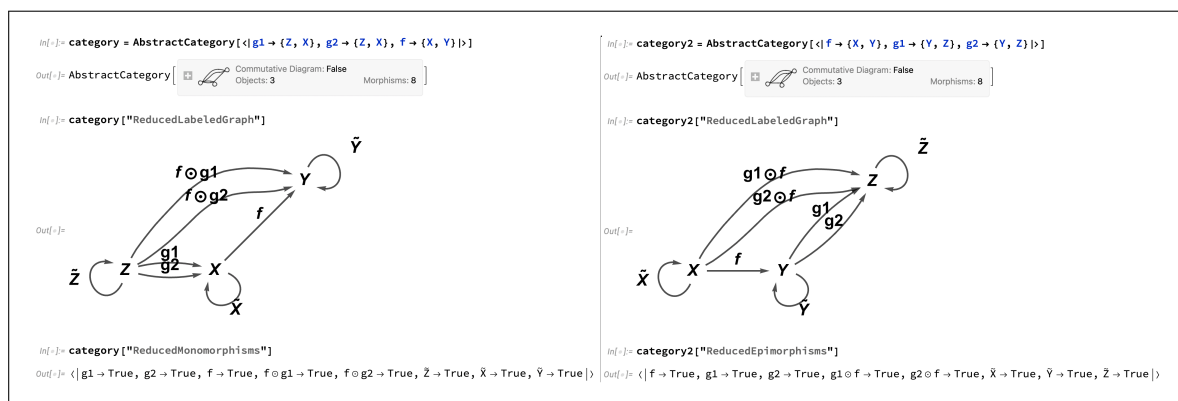 In[◦]:= category = AbstractCategory[<|g1 → {Z, X}, g2 → {Z, X}, f → {X, Y}|>]
Out[◦]= AbstractCategory[ Commutative Diagram: False
Objects: 3 Morphisms: 8 ]
In[◦]:= category["ReducedLabeledGraph"]
Ỹ
f⊙g1
Y
f⊙g2
f
Out[◦]=
g1
Z̃ Z g2 X
X̃
In[◦]:= category["ReducedMonomorphisms"]
Out[◦]= <|g1 → True, g2 → True, f → True, f⊙g1 → True, f⊙g2 → True, Z̃ → True, X̃ → True, Ỹ → True|>
In[◦]:= category2 = AbstractCategory[<|f → {X, Y}, g1 → {Y, Z}, g2 → {Y, Z}|>]
Out[◦]= AbstractCategory[ Commutative Diagram: False
Objects: 3 Morphisms: 8 ]
In[◦]:= category2["ReducedLabeledGraph"]
Z̃
g1⊙f
Z
g2⊙f
g1
g2
Out[◦]=
f
X̃ X Y
Ỹ
In[◦]:= category2["ReducedEpimorphisms"]
Out[◦]= <|f → True, g1 → True, g2 → True, g1⊙f → True, g2⊙f → True, X̃ → True, Ỹ → True, Z̃ → True|>